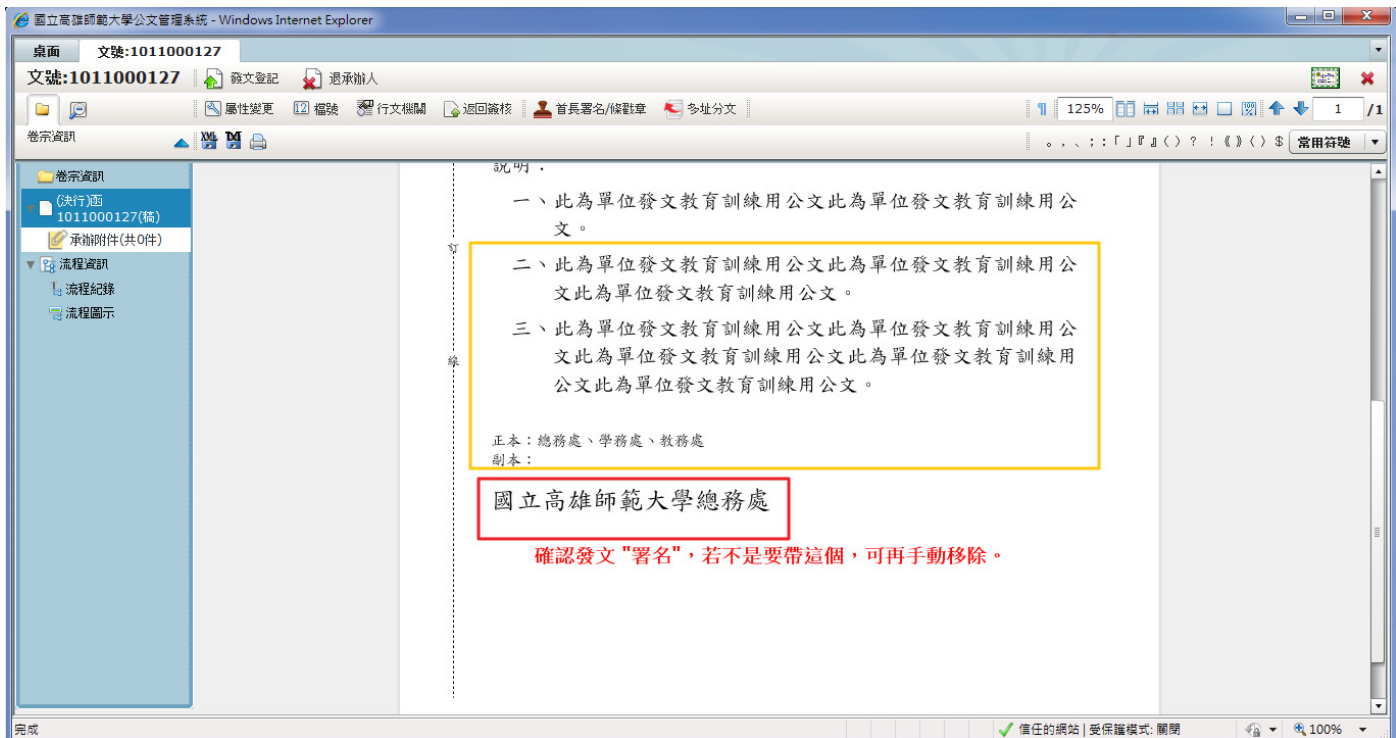 國立高雄師範大學公文管理系統 - Windows Internet Explorer
桌面 文號:1011000127
文號:1011000127 發文登記 退承辦人
屬性變更 12 檔號 行文機關 返回簽核 首長署名/條戳章 多址分文 125% 1 /1
卷宗資訊 。，、；：「」『』（）？！《》〈〉$ 常用符號
卷宗資訊
(決行)函
1011000127(稿)
承辦附件(共0件)
流程資訊
流程紀錄
流程圖示
說明：
一、此為單位發文教育訓練用公文此為單位發文教育訓練用公
文。
訂
二、此為單位發文教育訓練用公文此為單位發文教育訓練用公
文此為單位發文教育訓練用公文。
三、此為單位發文教育訓練用公文此為單位發文教育訓練用公
線
文此為單位發文教育訓練用公文此為單位發文教育訓練用
公文此為單位發文教育訓練用公文。
正本：總務處、學務處、教務處
副本：
國立高雄師範大學總務處
確認發文 "署名"，若不是要帶這個，可再手動移除。
完成 信任的網站 | 受保護模式: 關閉 100%